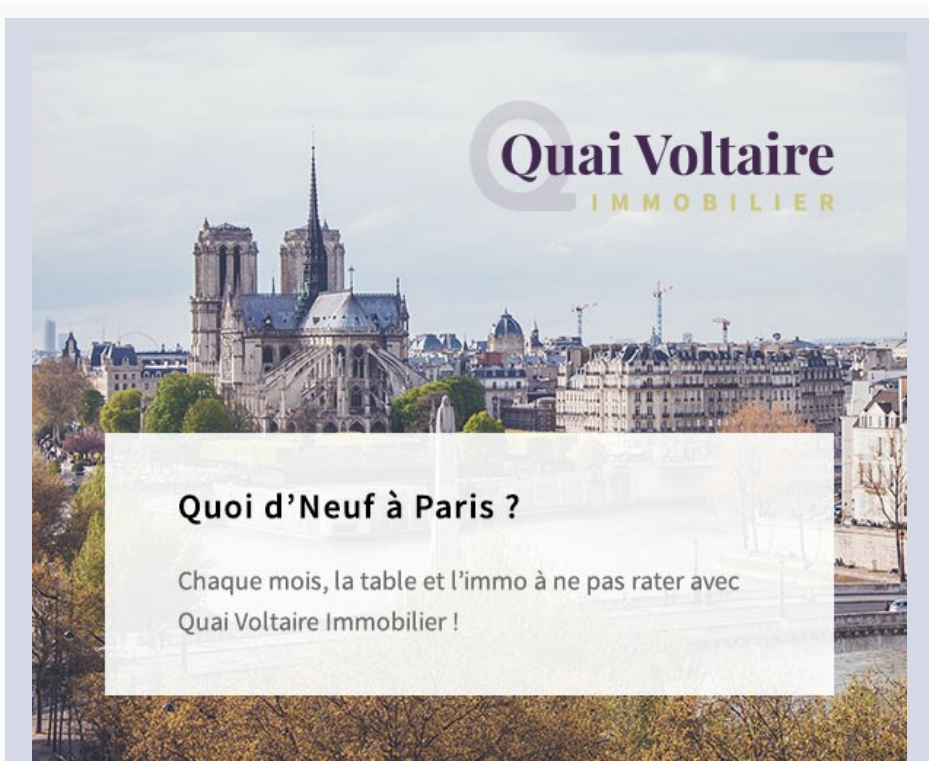 Quai Voltaire
IMMOBILIER
Quoi d’Neuf à Paris ?
Chaque mois, la table et l’immo à ne pas rater avec
Quai Voltaire Immobilier !